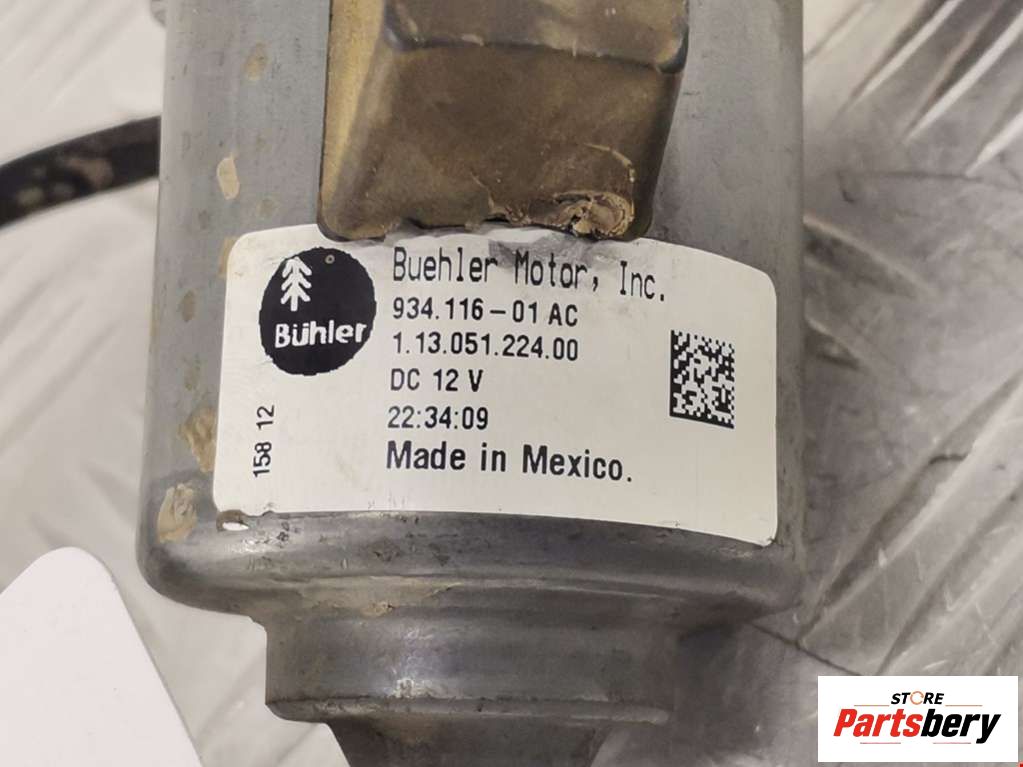 Bühler
Buehler Motor, Inc.
934.116-01 AC
1.13.051.224.00
DC 12 V
22:34:09
Made in Mexico.
158 12
STORE
Partsbery